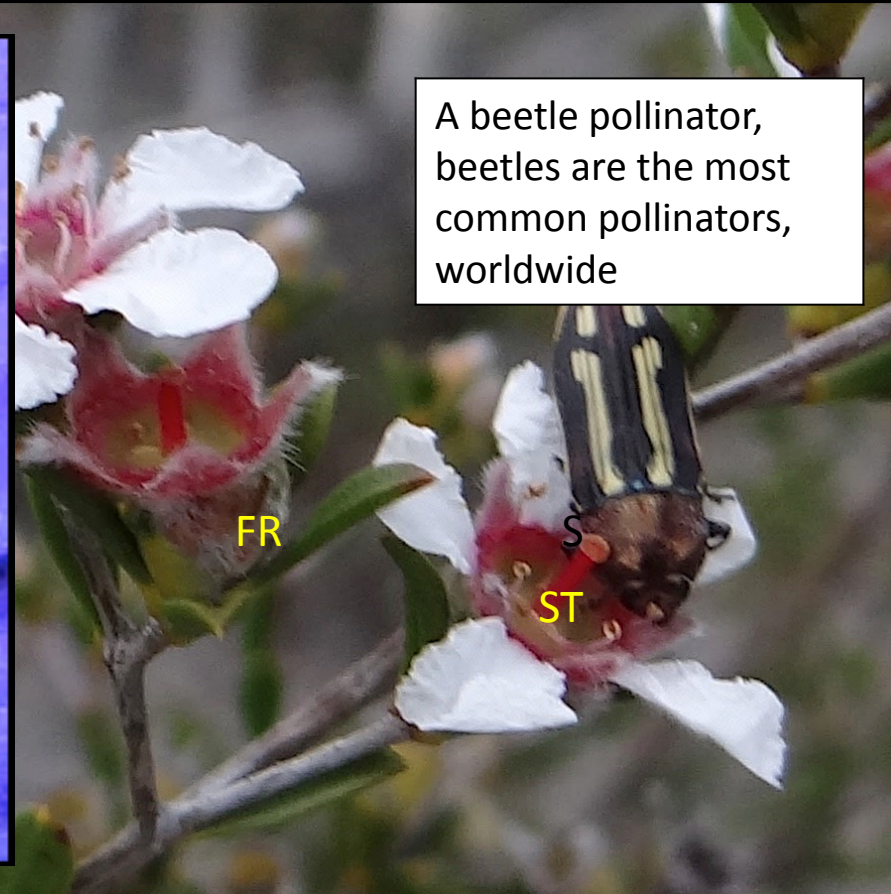 A beetle pollinator,
beetles are the most
common pollinators,
worldwide
FR
S
ST